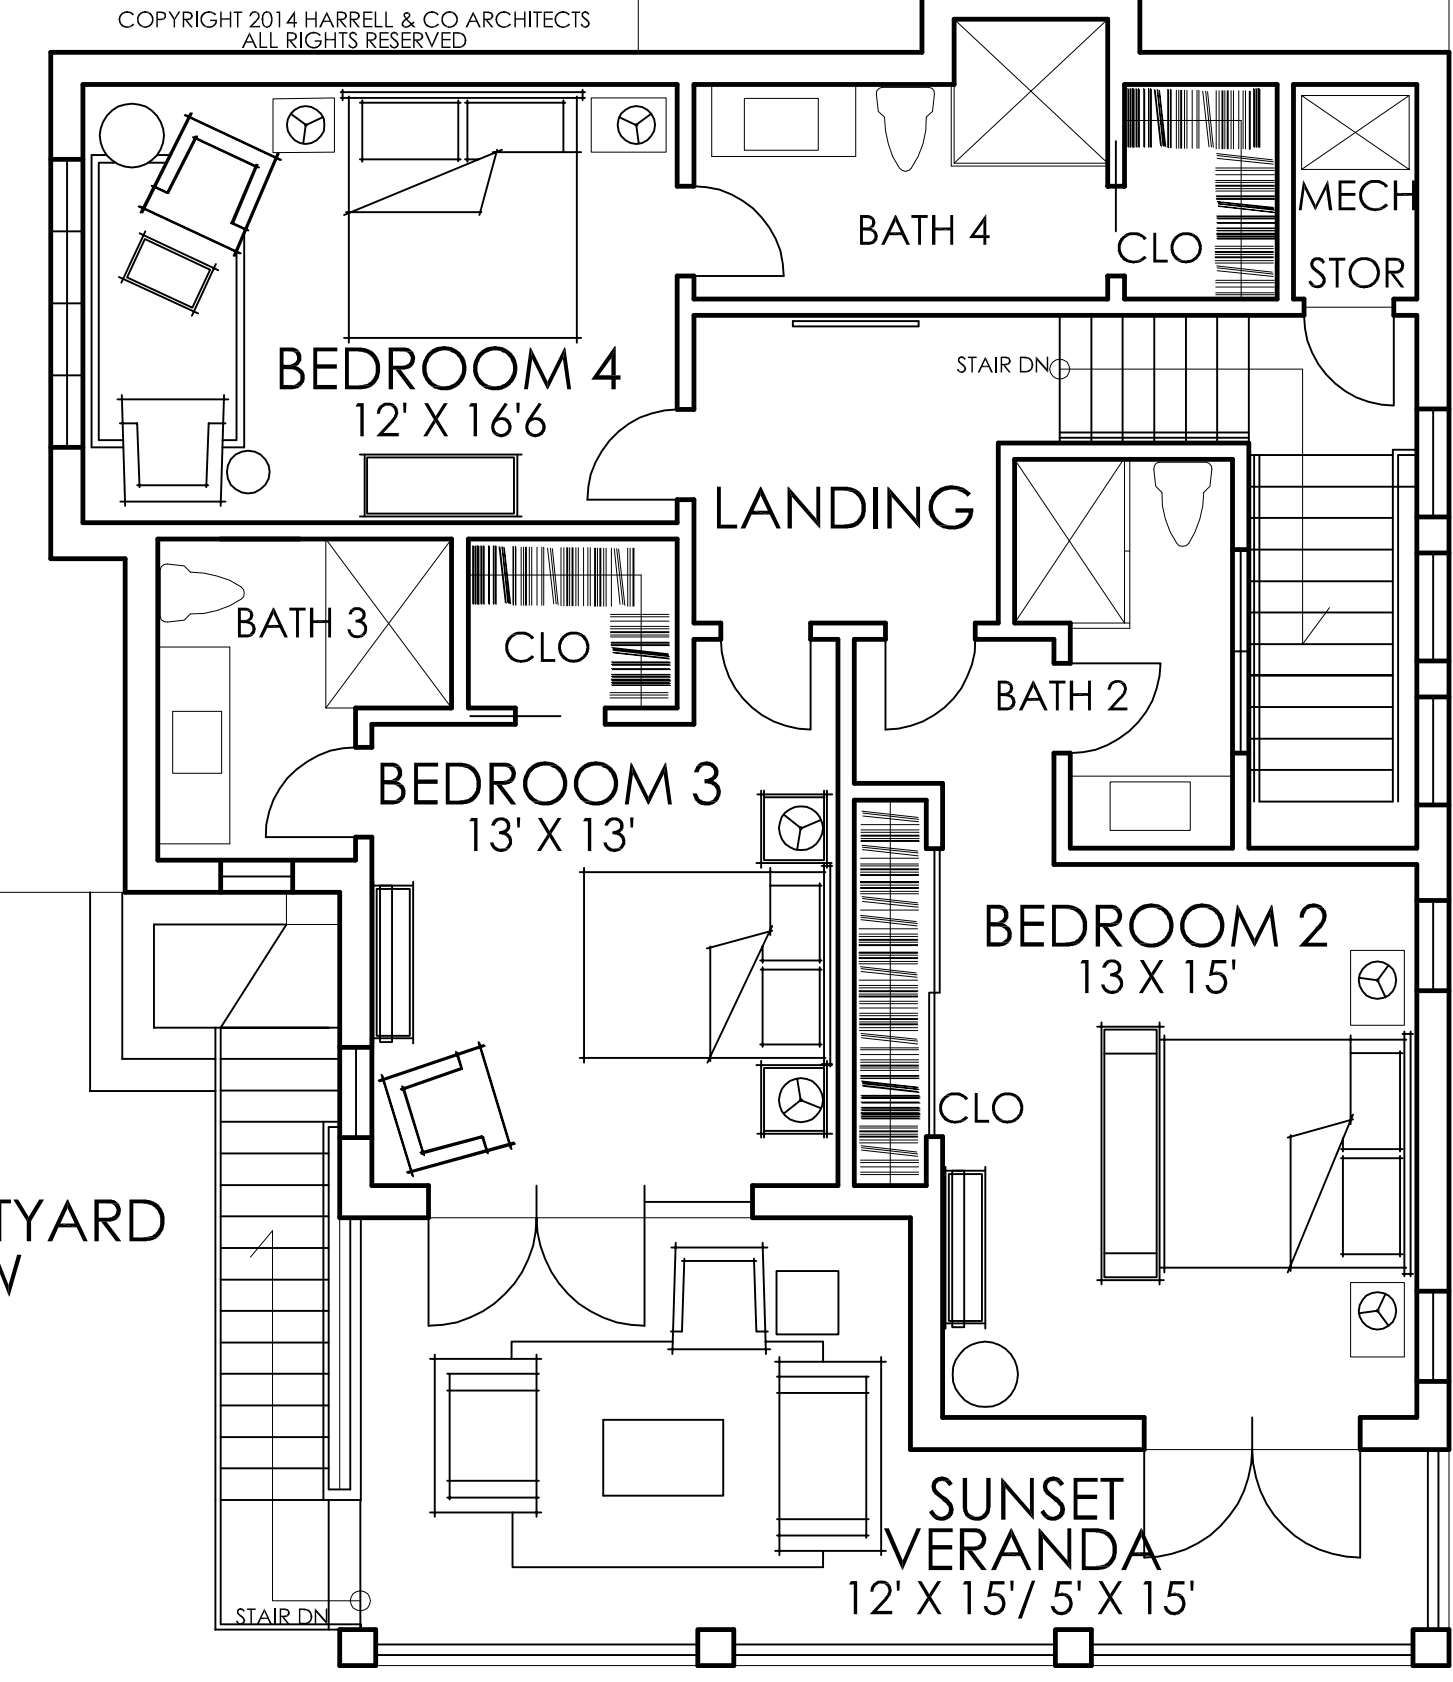 COPYRIGHT 2014 HARRELL & CO ARCHITECTS
ALL RIGHTS RESERVED
BATH 4
CLO
MECH
STOR
BEDROOM 4
12' X 16'6
STAIR DN
LANDING
BATH 3
CLO
BATH 2
BEDROOM 3
13' X 13'
BEDROOM 2
13 X 15'
CLO
TYARD
W
SUNSET
VERANDA
12' X 15'/ 5' X 15'
STAIR DN